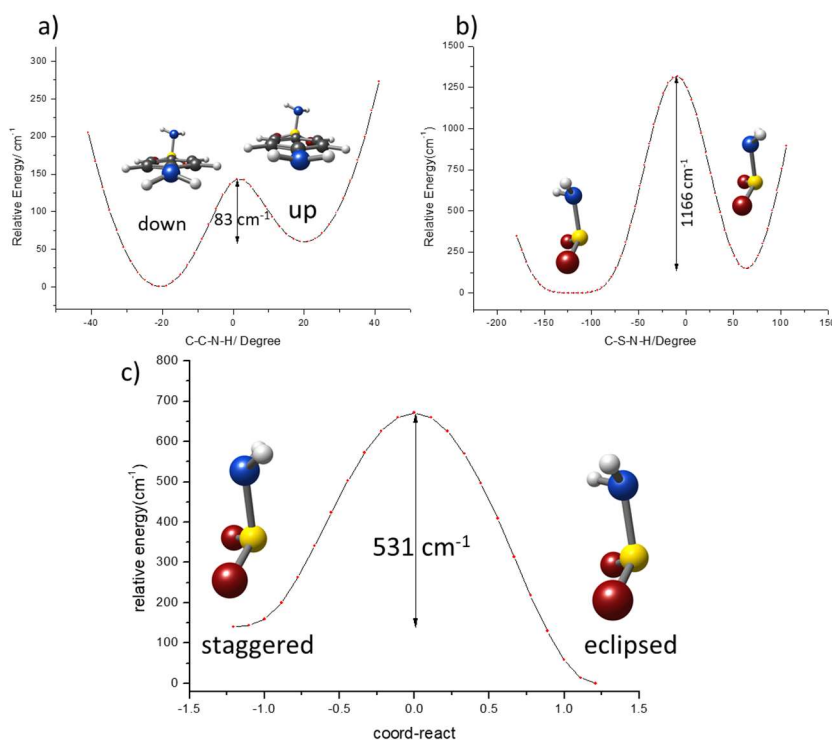 a)
Relative Energy/ cm⁻¹
300
250
200
150
100
50
0
down
up
83 cm⁻¹
-40
-20
0
20
40
C-C-N-H/ Degree
b)
Relative Energy(cm⁻¹)
1500
1250
1000
750
500
250
0
1166 cm⁻¹
-200
-150
-100
-50
0
50
100
150
C-S-N-H/Degree
c)
relative energy(cm⁻¹)
800
700
600
500
400
300
200
100
0
531 cm⁻¹
staggered
eclipsed
-1.5
-1.0
-0.5
0.0
0.5
1.0
1.5
coord-react